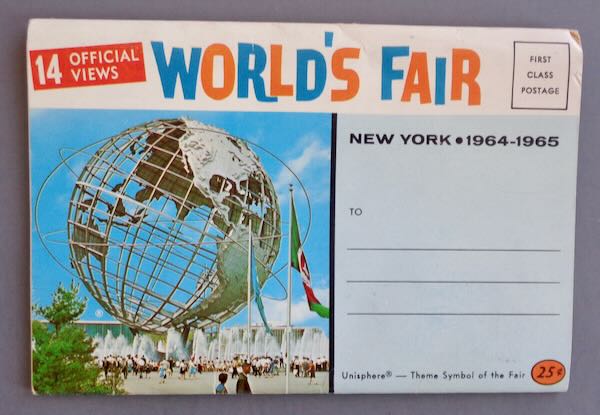 14 OFFICIAL VIEWS
WORLD'S FAIR
FIRST
CLASS
POSTAGE
NEW YORK • 1964-1965
TO
®
Unisphere® — Theme Symbol of the Fair
25¢